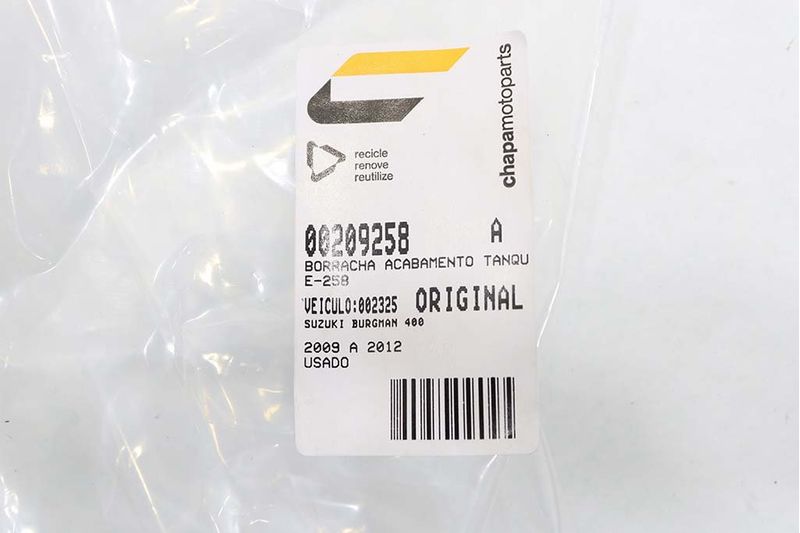 chapamotoparts
recicle
renove
reutilize
00209258 A
BORRACHA ACABAMENTO TANQU
E-258
VEICULO:002325 ORIGINAL
SUZUKI BURGMAN 400
2009 A 2012
USADO